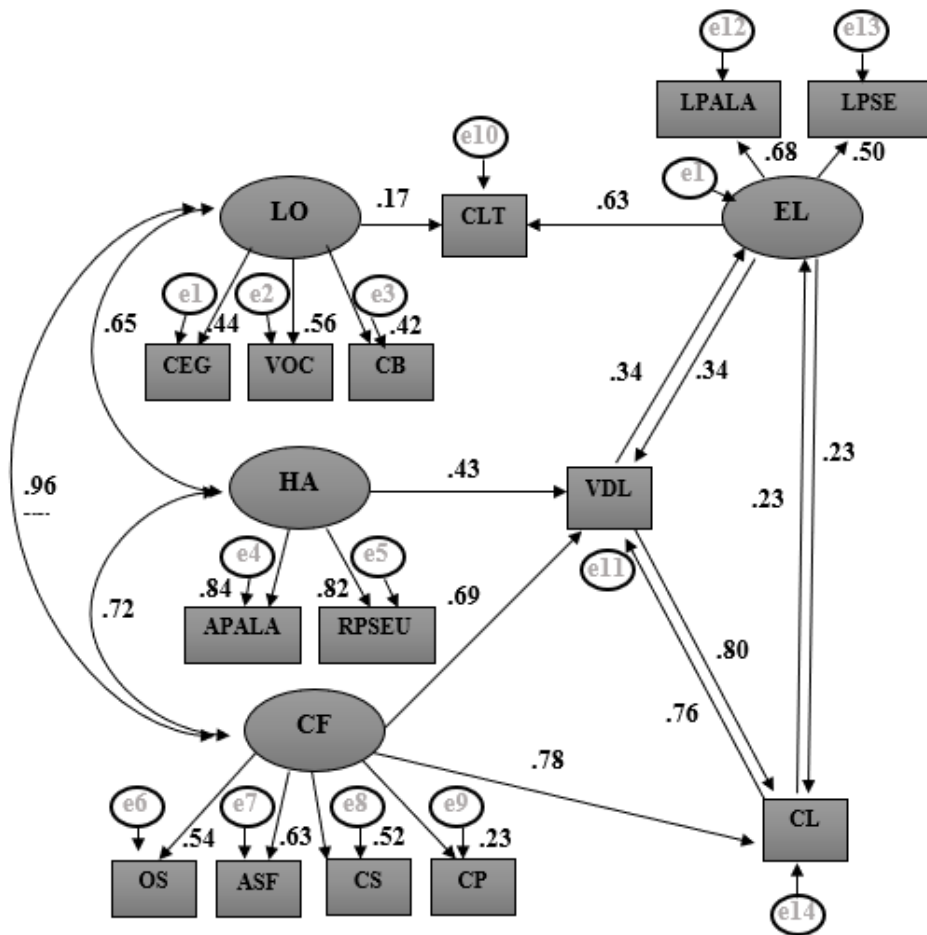 e12
e13
LPALA
LPSE
e10
.68
.50
e1
LO
.17
CLT
.63
EL
e1
e2
e3
.65
.44
.56
.42
CEG
VOC
CB
.34
.34
HA
.43
VDL
.96
.23
.23
e4
e5
e11
.84
.82
.69
.72
APALA
RPSEU
.80
.76
CF
.78
e6
e7
e8
e9
.54
.63
.52
.23
CL
OS
ASF
CS
CP
e14